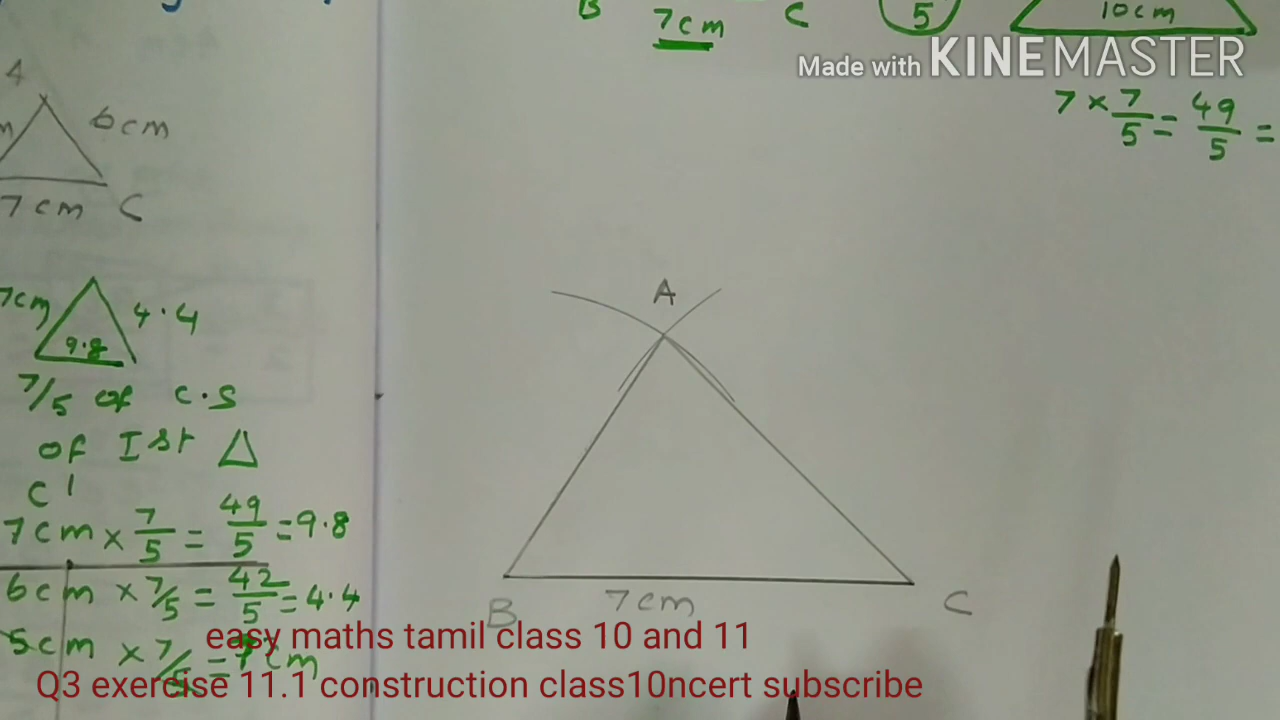 B 7cm C 5 10cm
Made with KINEMASTER
7 × 7/5 = 49/5 =
A
6cm
7cm C
7cm 4.4
9.8
7/5 of C.S
of Ist Δ
C'
7cm × 7/5 = 49/5 = 9.8
6cm × 7/5 = 42/5 = 4.4
5cm × 7/5 = 7cm
A
B 7cm C
easy maths tamil class 10 and 11
Q3 exercise 11.1 construction class10ncert subscribe